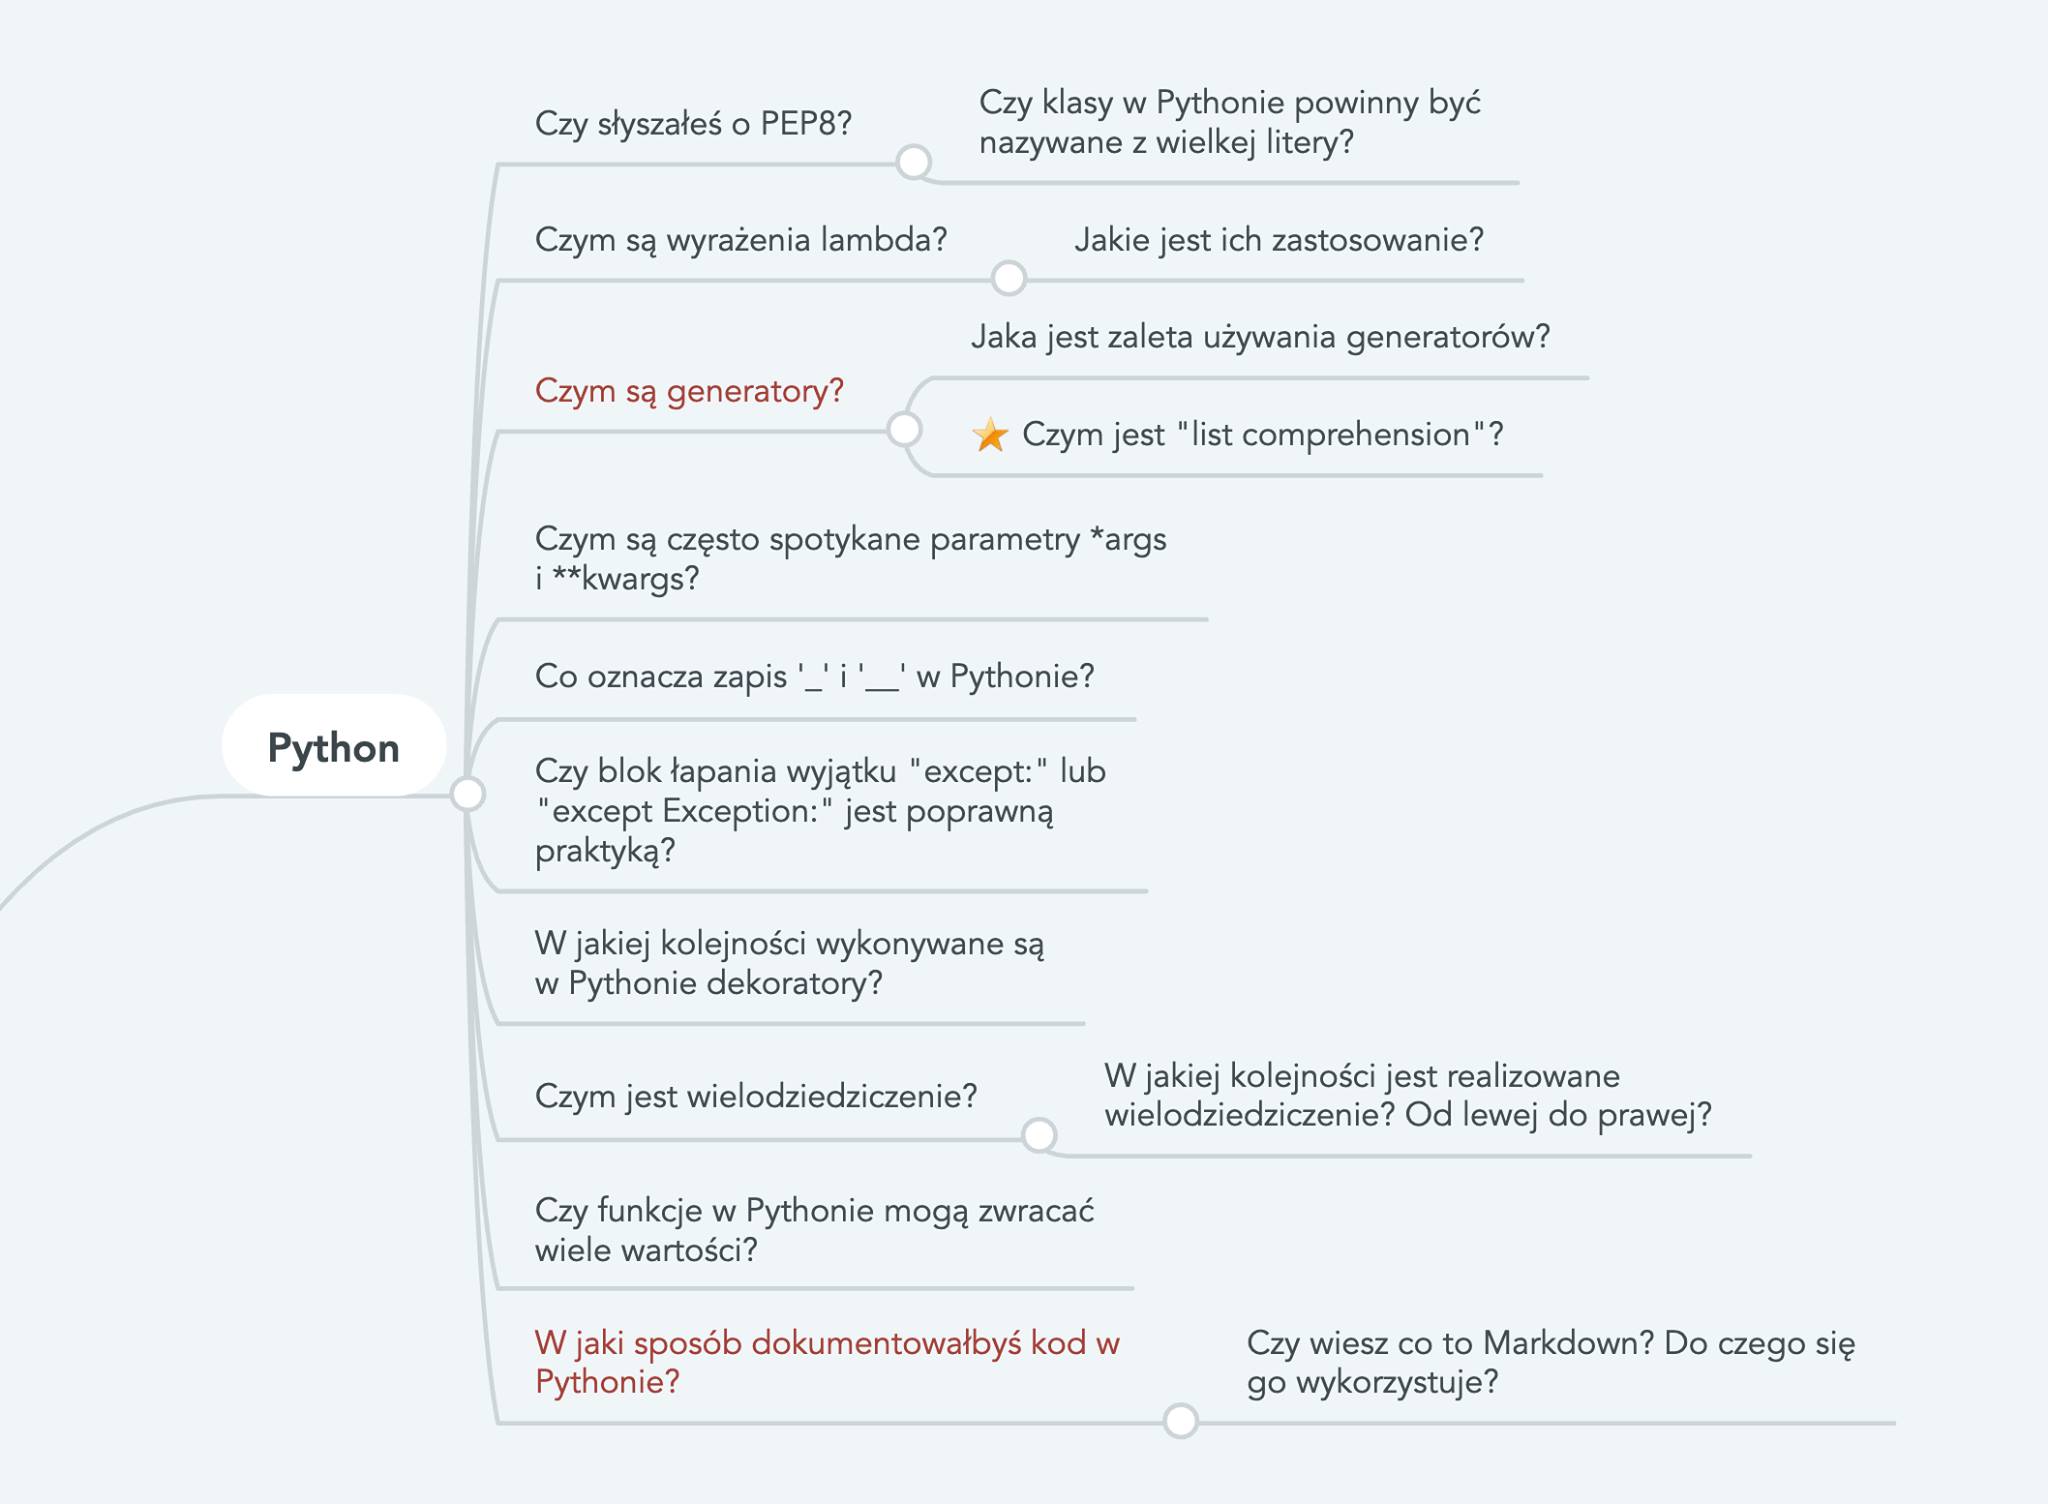 Czy słyszałeś o PEP8?
Czy klasy w Pythonie powinny być
nazywane z wielkej litery?
Czym są wyrażenia lambda?
Jakie jest ich zastosowanie?
Czym są generatory?
Jaka jest zaleta używania generatorów?
Czym jest "list comprehension"?
Czym są często spotykane parametry *args
i **kwargs?
Co oznacza zapis '_' i '__' w Pythonie?
Python
Czy blok łapania wyjątku "except:" lub
"except Exception:" jest poprawną
praktyką?
W jakiej kolejności wykonywane są
w Pythonie dekoratory?
Czym jest wielodziedziczenie?
W jakiej kolejności jest realizowane
wielodziedziczenie? Od lewej do prawej?
Czy funkcje w Pythonie mogą zwracać
wiele wartości?
W jaki sposób dokumentowałbyś kod w
Pythonie?
Czy wiesz co to Markdown? Do czego się
go wykorzystuje?